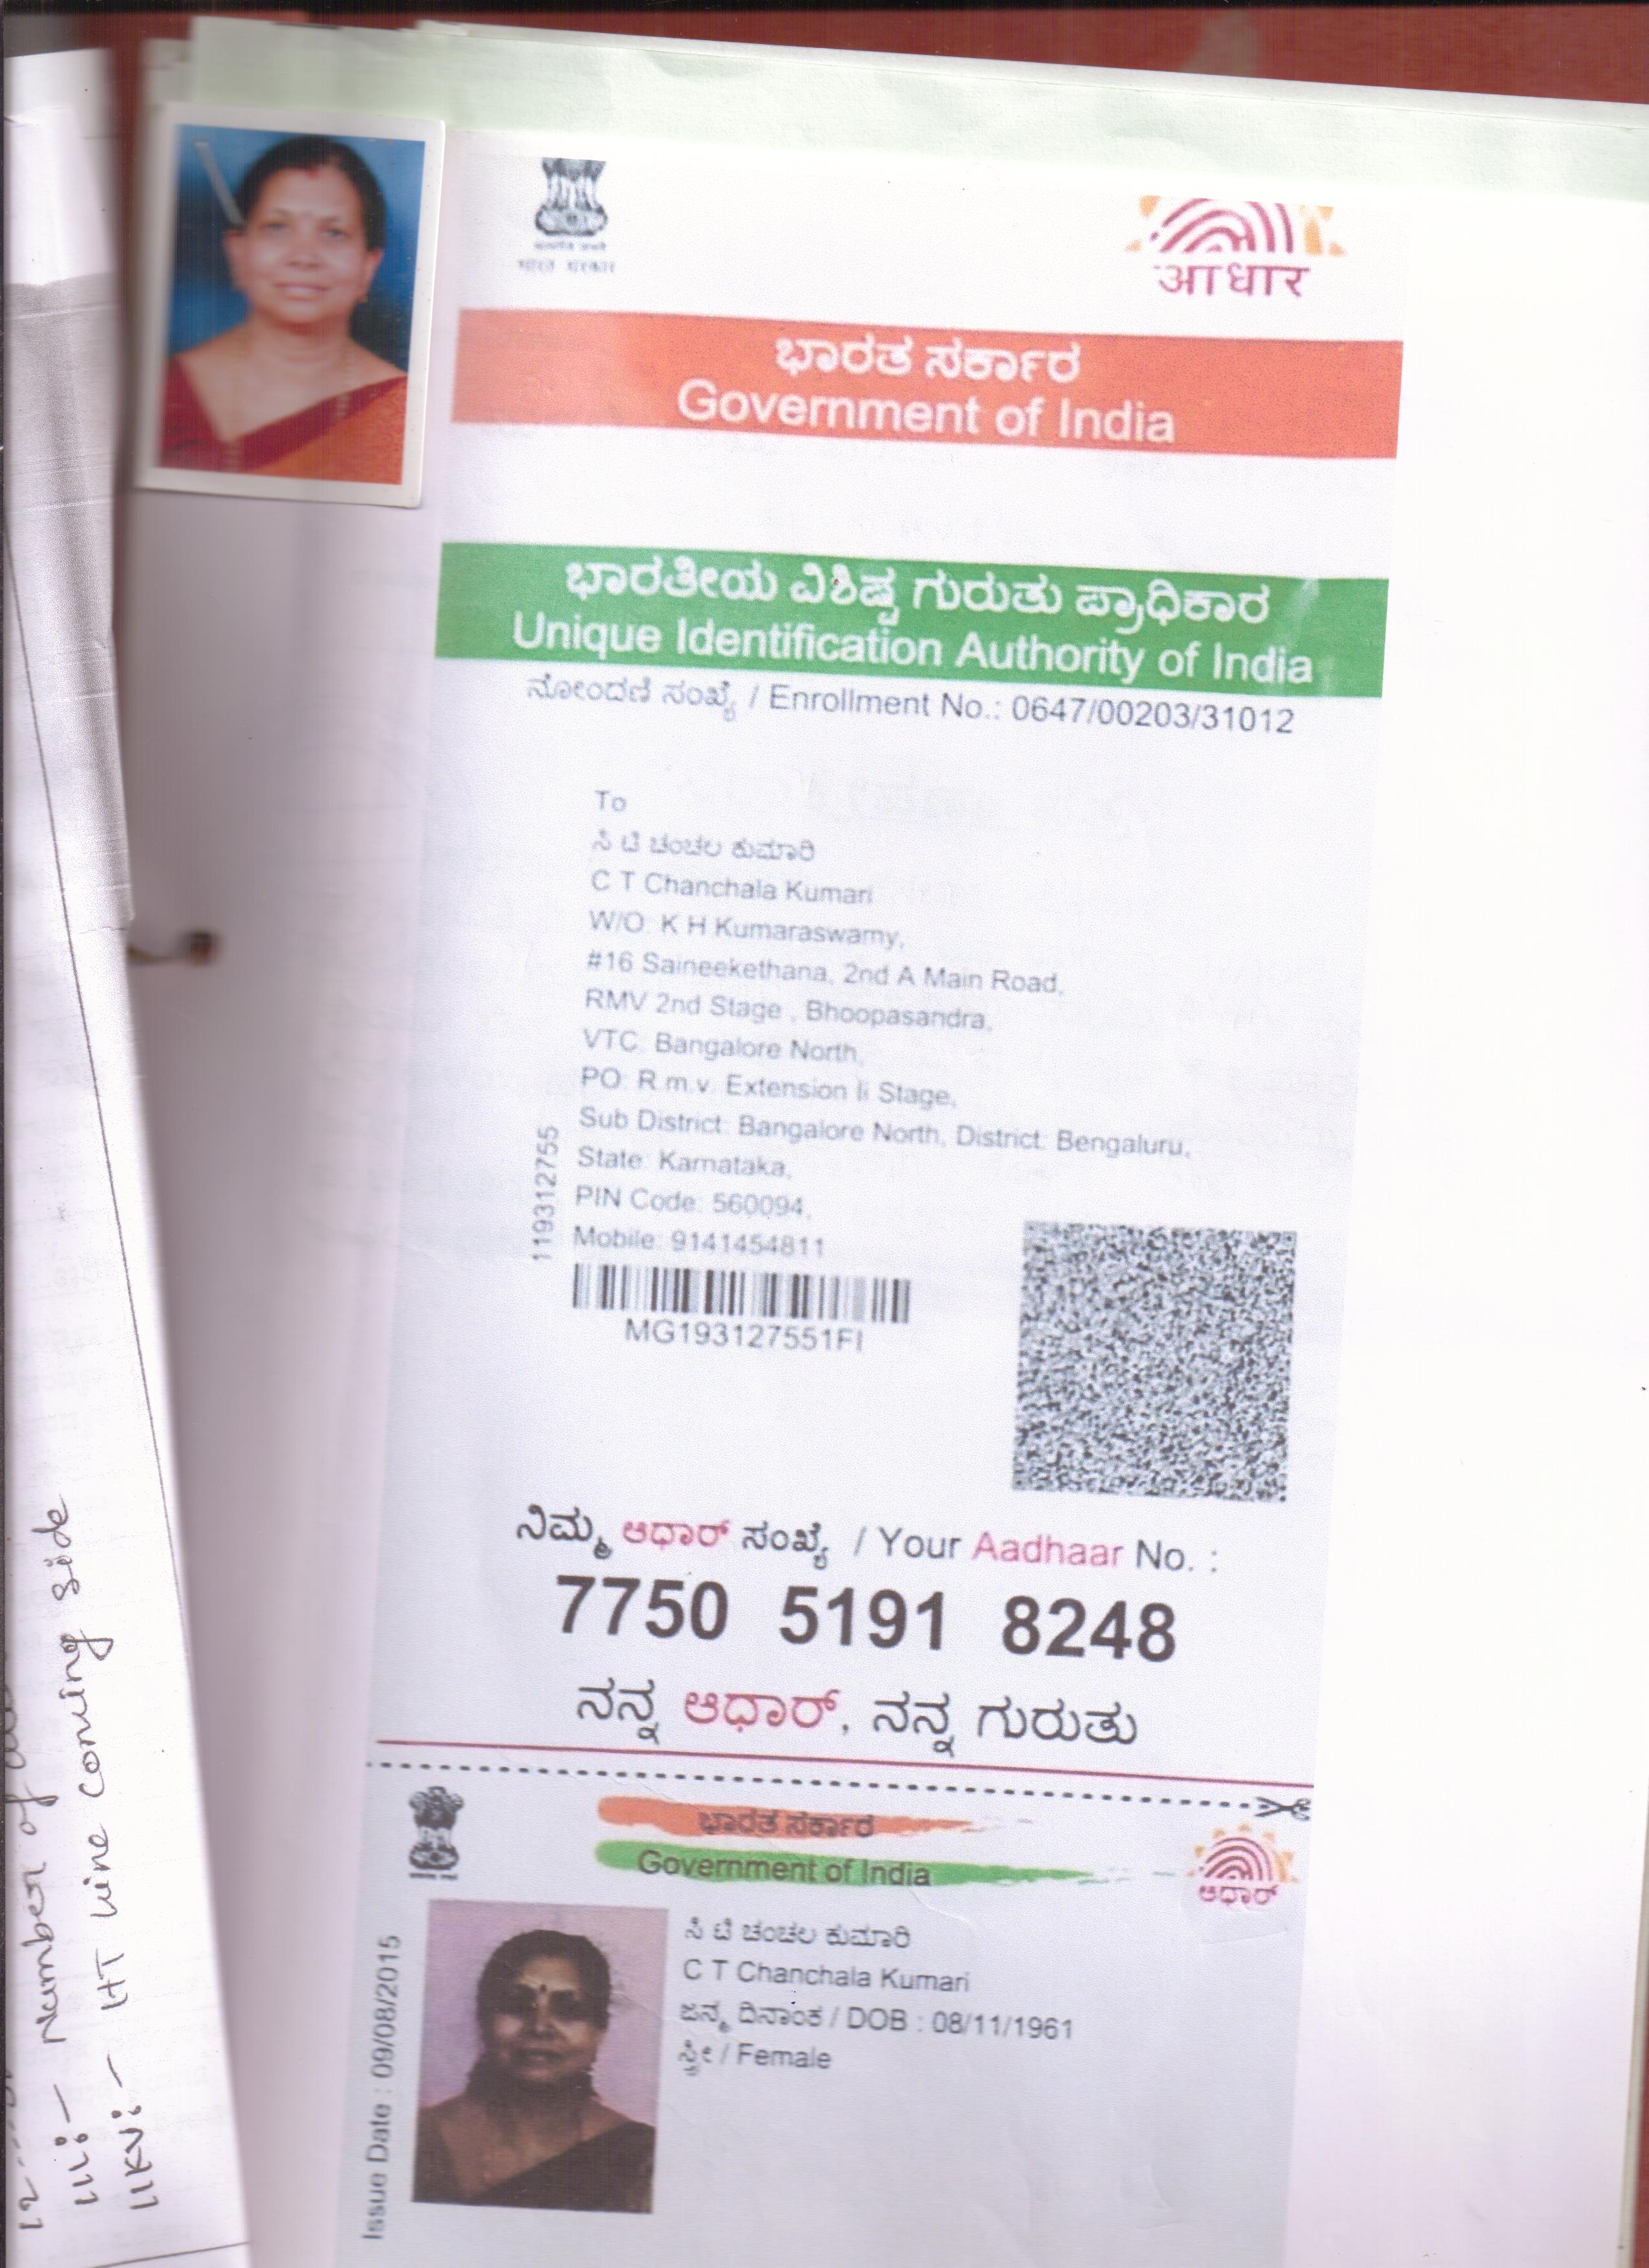 भारत सरकार
आधार
ಭಾರತ ಸರ್ಕಾರ
Government of India
ಭಾರತೀಯ ವಿಶಿಷ್ಟ ಗುರುತು ಪ್ರಾಧಿಕಾರ
Unique Identification Authority of India
ನೋಂದಣಿ ಸಂಖ್ಯೆ / Enrollment No.: 0647/00203/31012
To
ಸಿ ಟಿ ಚಂಚಲ ಕುಮಾರಿ
C T Chanchala Kumari
W/O: K H Kumaraswamy,
#16 Saineekethana, 2nd A Main Road,
RMV 2nd Stage , Bhoopasandra,
VTC: Bangalore North,
PO: R.m.v. Extension Ii Stage,
Sub District: Bangalore North, District: Bengaluru,
State: Karnataka,
PIN Code: 560094,
Mobile: 9141454811
119312755
MG193127551FI
ನಿಮ್ಮ ಆಧಾರ್ ಸಂಖ್ಯೆ / Your Aadhaar No. :
7750 5191 8248
ನನ್ನ ಆಧಾರ್, ನನ್ನ ಗುರುತು
ಭಾರತ ಸರ್ಕಾರ
Government of India
ಆಧಾರ್
ಸಿ ಟಿ ಚಂಚಲ ಕುಮಾರಿ
C T Chanchala Kumari
ಜನ್ಮ ದಿನಾಂಕ / DOB : 08/11/1961
ಸ್ತ್ರೀ / Female
Issue Date : 09/08/2015
Number of
11KV:- HT Line coming side